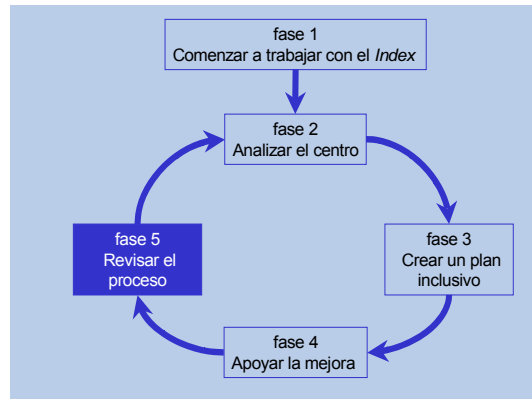 fase 1
Comenzar a trabajar con el Index
fase 2
Analizar el centro
fase 3
Crear un plan
inclusivo
fase 4
Apoyar la mejora
fase 5
Revisar el
proceso